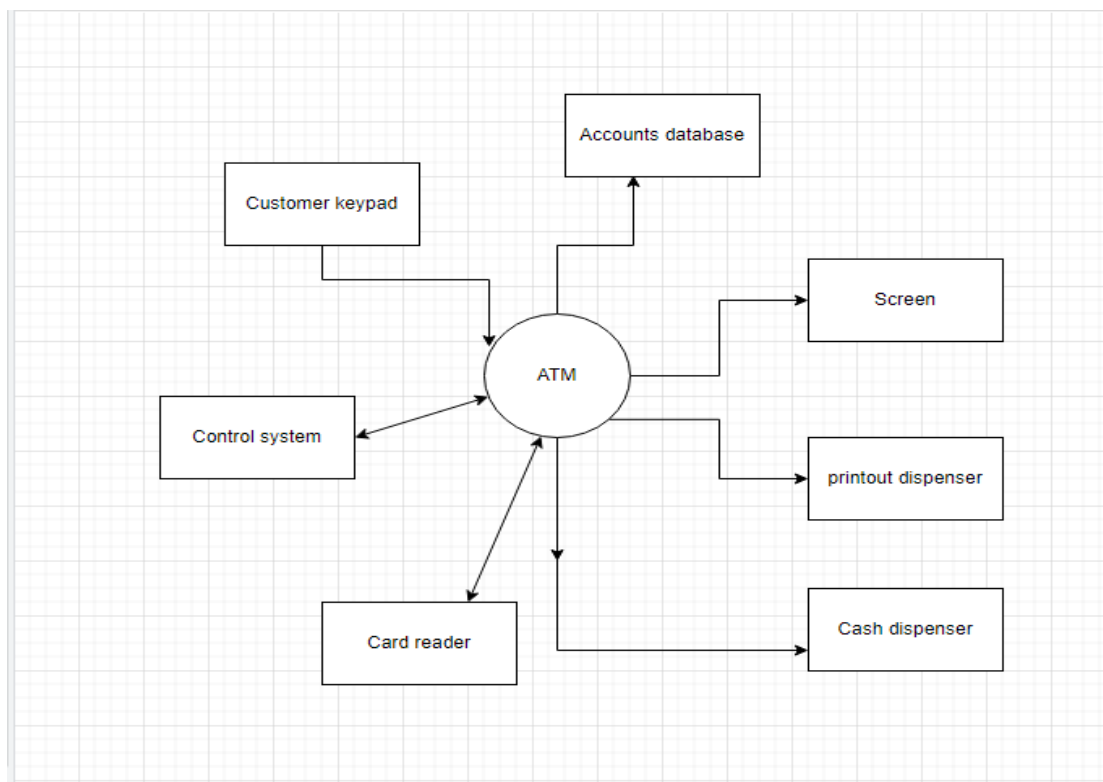 Accounts database
Customer keypad
Screen
ATM
Control system
printout dispenser
Cash dispenser
Card reader